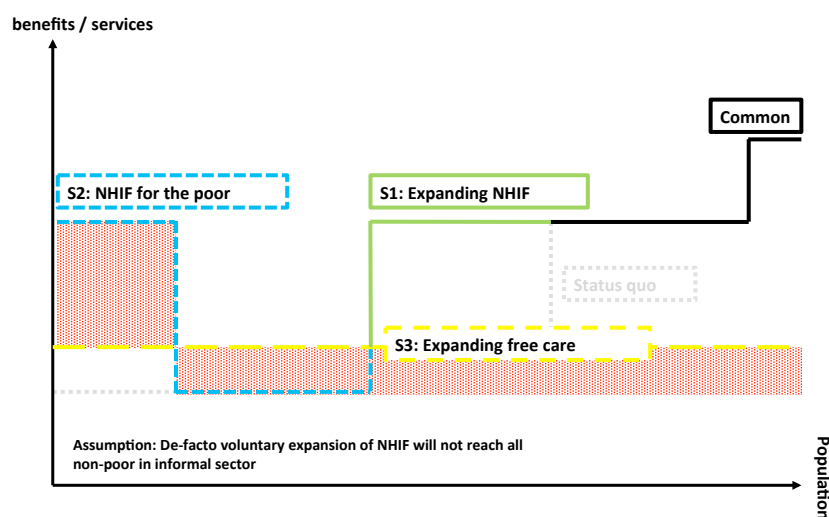 benefits / services
Common
S2: NHIF for the poor
S1: Expanding NHIF
Status quo
S3: Expanding free care
Assumption: De-facto voluntary expansion of NHIF will not reach all
non-poor in informal sector
Population